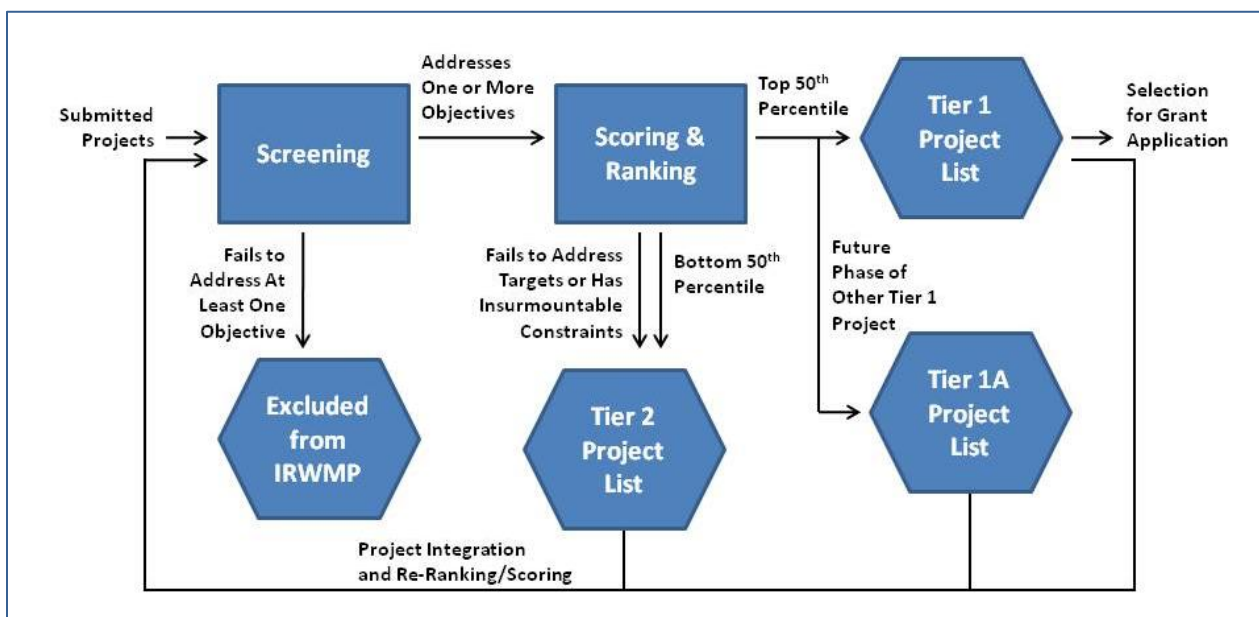 Submitted
Projects
Screening
Addresses
One or More
Objectives
Scoring &
Ranking
Top 50th
Percentile
Tier 1
Project
List
Selection
for Grant
Application
Fails to
Address At
Least One
Objective
Fails to Address
Targets or Has
Insurmountable
Constraints
Bottom 50th
Percentile
Future
Phase of
Other Tier 1
Project
Excluded
from
IRWMP
Tier 2
Project
List
Tier 1A
Project
List
Project Integration
and Re-Ranking/Scoring